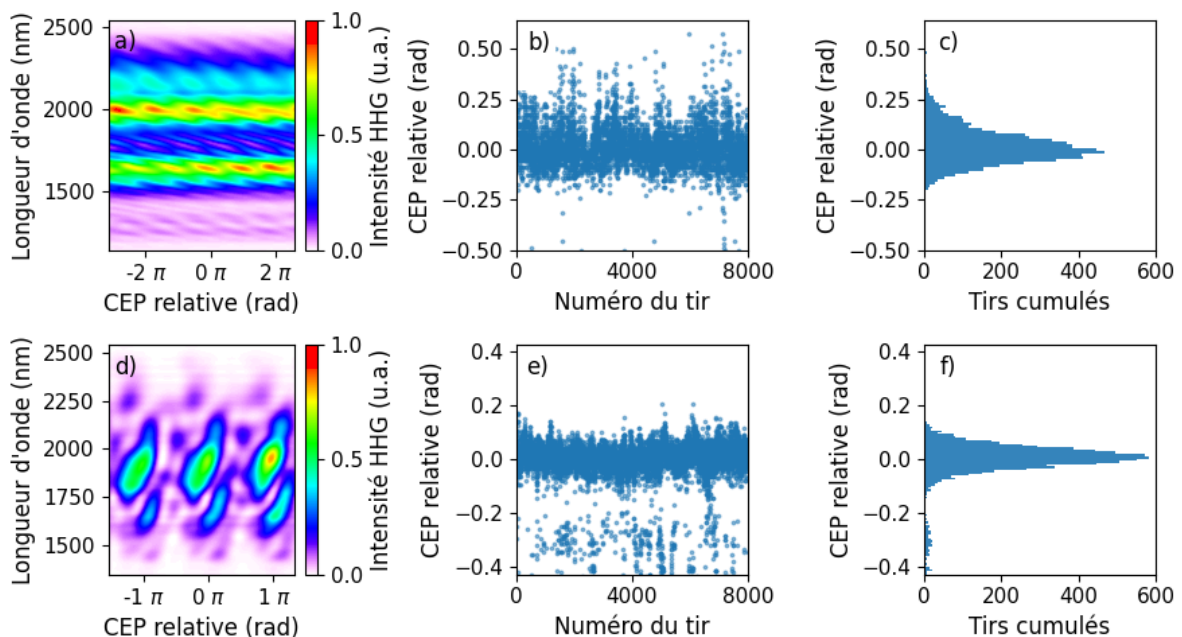 a)
2500
2000
1500
Longueur d'onde (nm)
-2 π 0 π 2 π
CEP relative (rad)
1.0
0.5
0.0
Intensité HHG (u.a.)
b)
0.50
0.25
0.00
−0.25
−0.50
CEP relative (rad)
0 4000 8000
Numéro du tir
c)
0.50
0.25
0.00
−0.25
−0.50
CEP relative (rad)
0 200 400 600
Tirs cumulés
d)
2500
2250
2000
1750
1500
Longueur d'onde (nm)
-1 π 0 π 1 π
CEP relative (rad)
1.0
0.5
0.0
Intensité HHG (u.a.)
e)
0.4
0.2
0.0
−0.2
−0.4
CEP relative (rad)
0 4000 8000
Numéro du tir
f)
0.4
0.2
0.0
−0.2
−0.4
CEP relative (rad)
0 200 400 600
Tirs cumulés